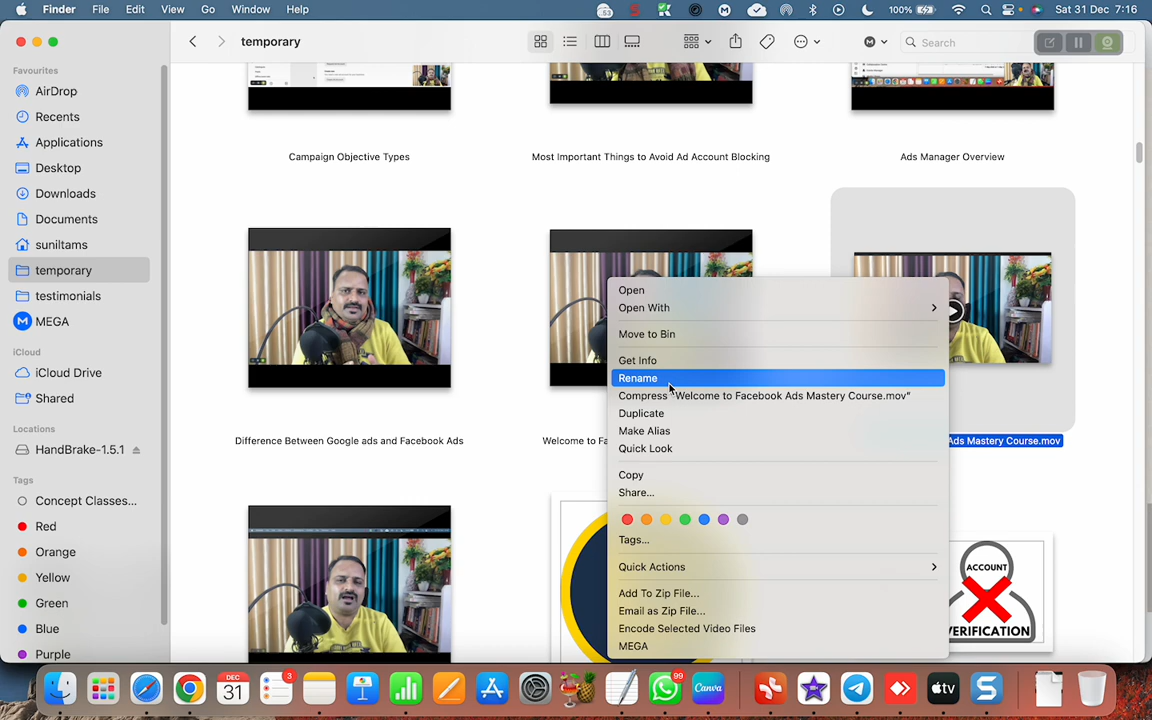 Finder File Edit View Go Window Help
53 100% Sat 31 Dec 7:16
temporary
Search
Favourites
AirDrop
Recents
Applications
Desktop
Downloads
Documents
suniltams
temporary
testimonials
MEGA
iCloud
iCloud Drive
Shared
Locations
HandBrake-1.5.1
Tags
Concept Classes...
Red
Orange
Yellow
Green
Blue
Purple
Campaign Objective Types
Most Important Things to Avoid Ad Account Blocking
Ads Manager Overview
Difference Between Google ads and Facebook Ads
Welcome to Fa
Ads Mastery Course.mov
Open
Open With
Move to Bin
Get Info
Rename
Compress "Welcome to Facebook Ads Mastery Course.mov"
Duplicate
Make Alias
Quick Look
Copy
Share...
Tags...
Quick Actions
Add To Zip File...
Email as Zip File...
Encode Selected Video Files
MEGA
ACCOUNT
VERIFICATION
DEC
31
3
99
Canva
tv